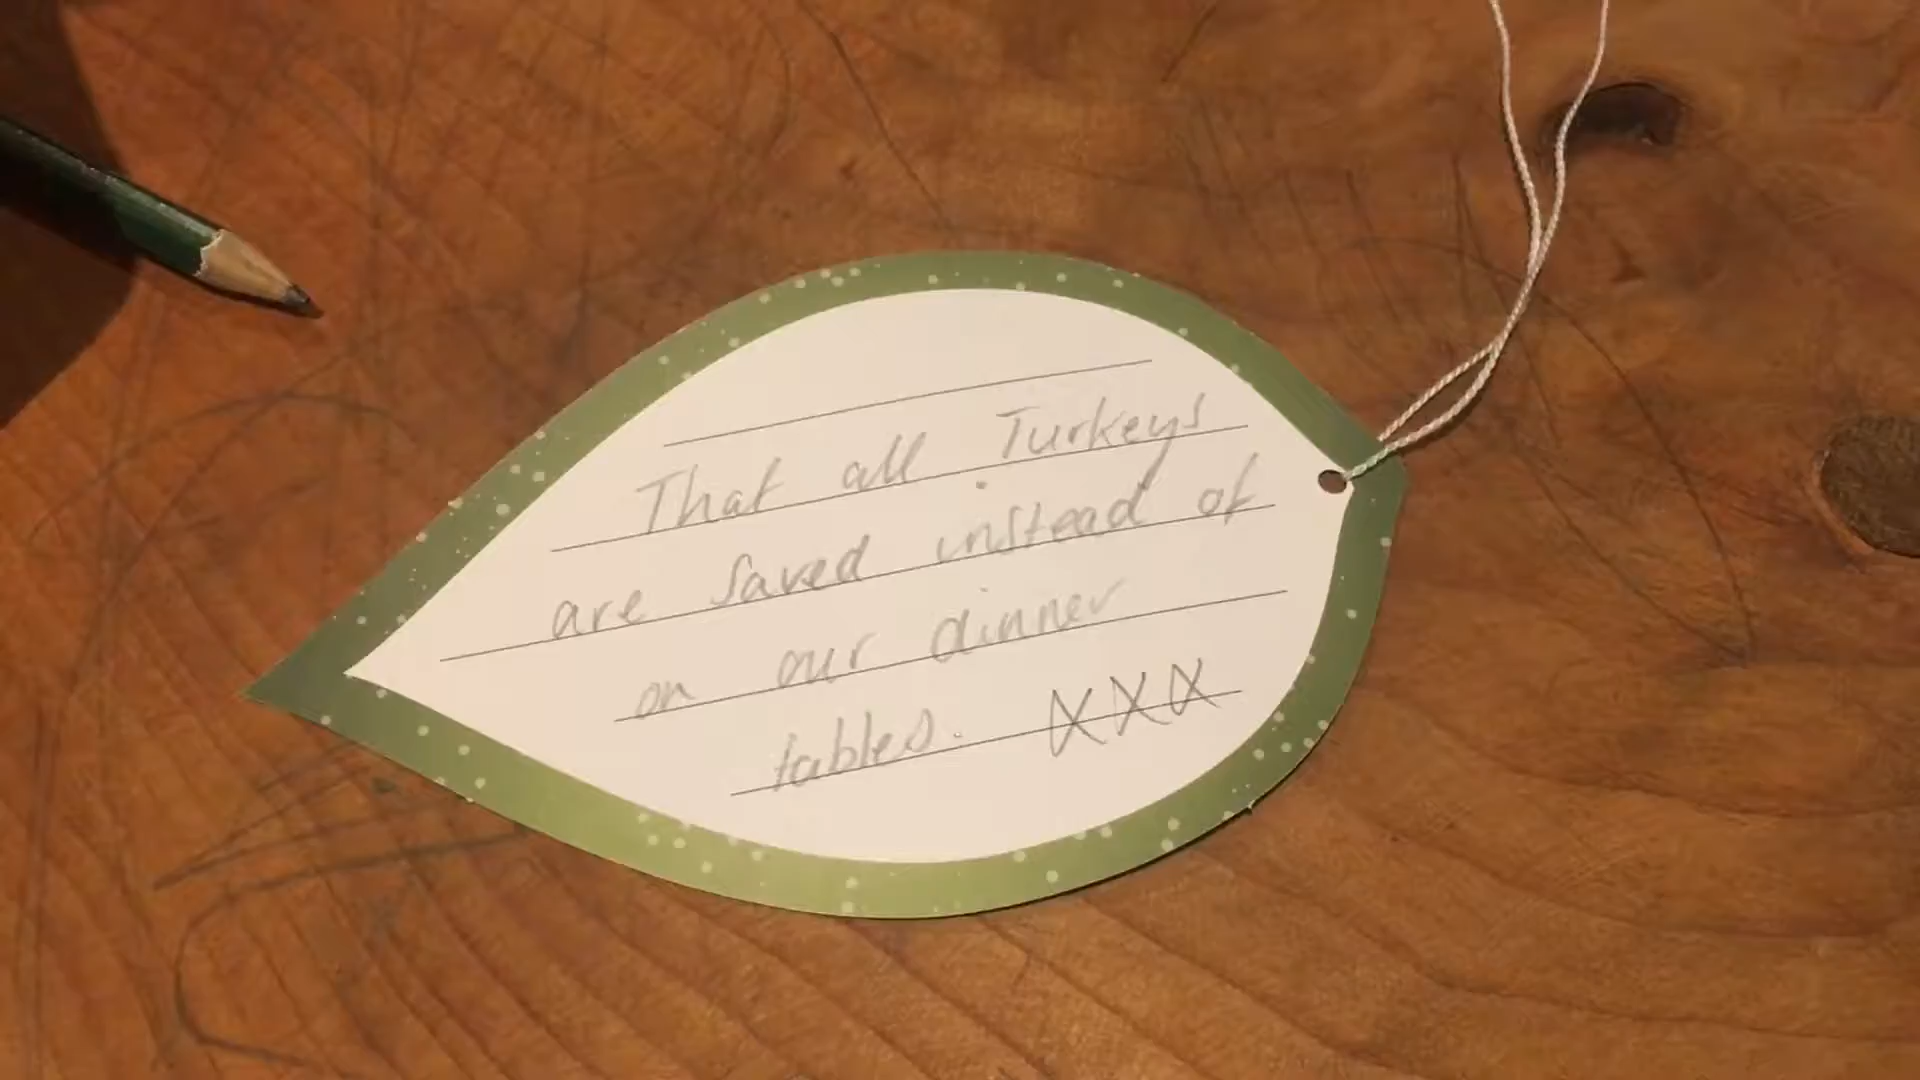 That all Turkeys
are saved instead of
on our dinner
tables. XXX